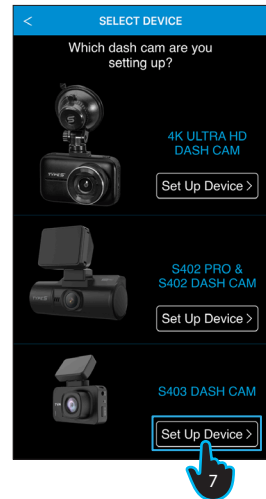 <
SELECT DEVICE
Which dash cam are you
setting up?
TYPE S
4K ULTRA HD
DASH CAM
Set Up Device >
S402 PRO &
S402 DASH CAM
Set Up Device >
S403 DASH CAM
Set Up Device >
7